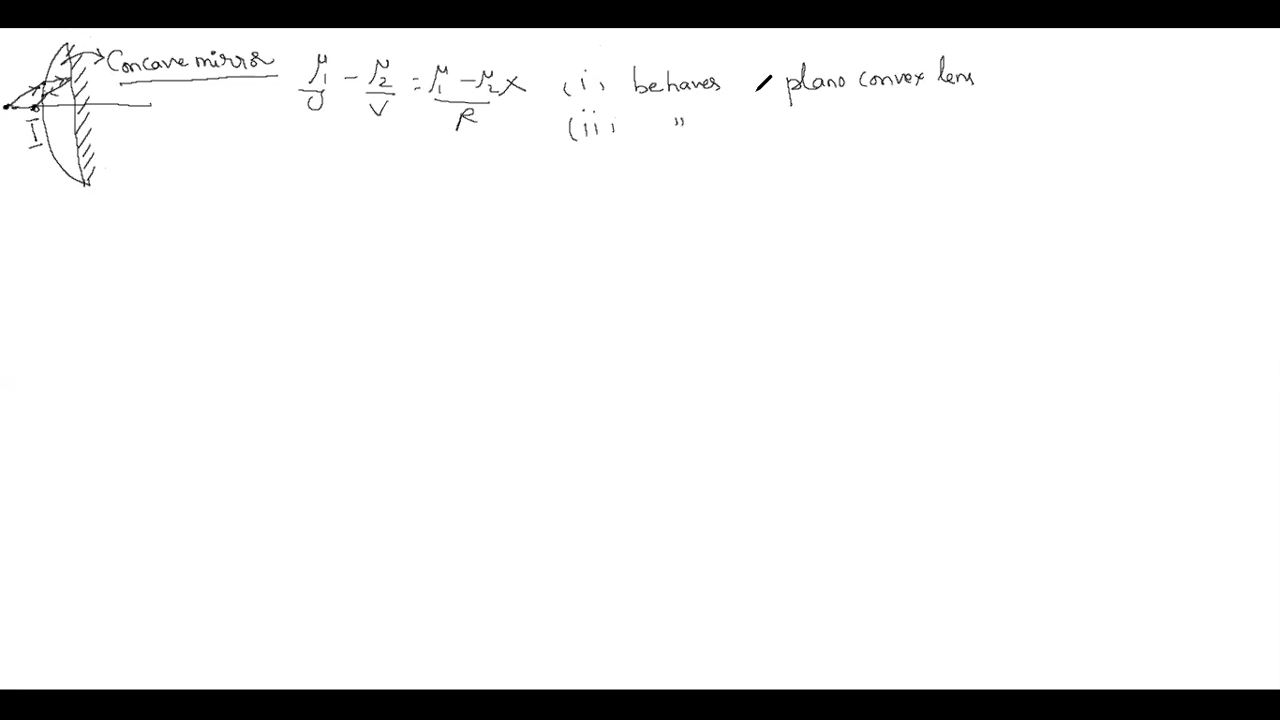 Concave mirror
μ₁/U - μ₂/V = μ₁ - μ₂/R × (i) behaves plano convex lens
(ii) "
I